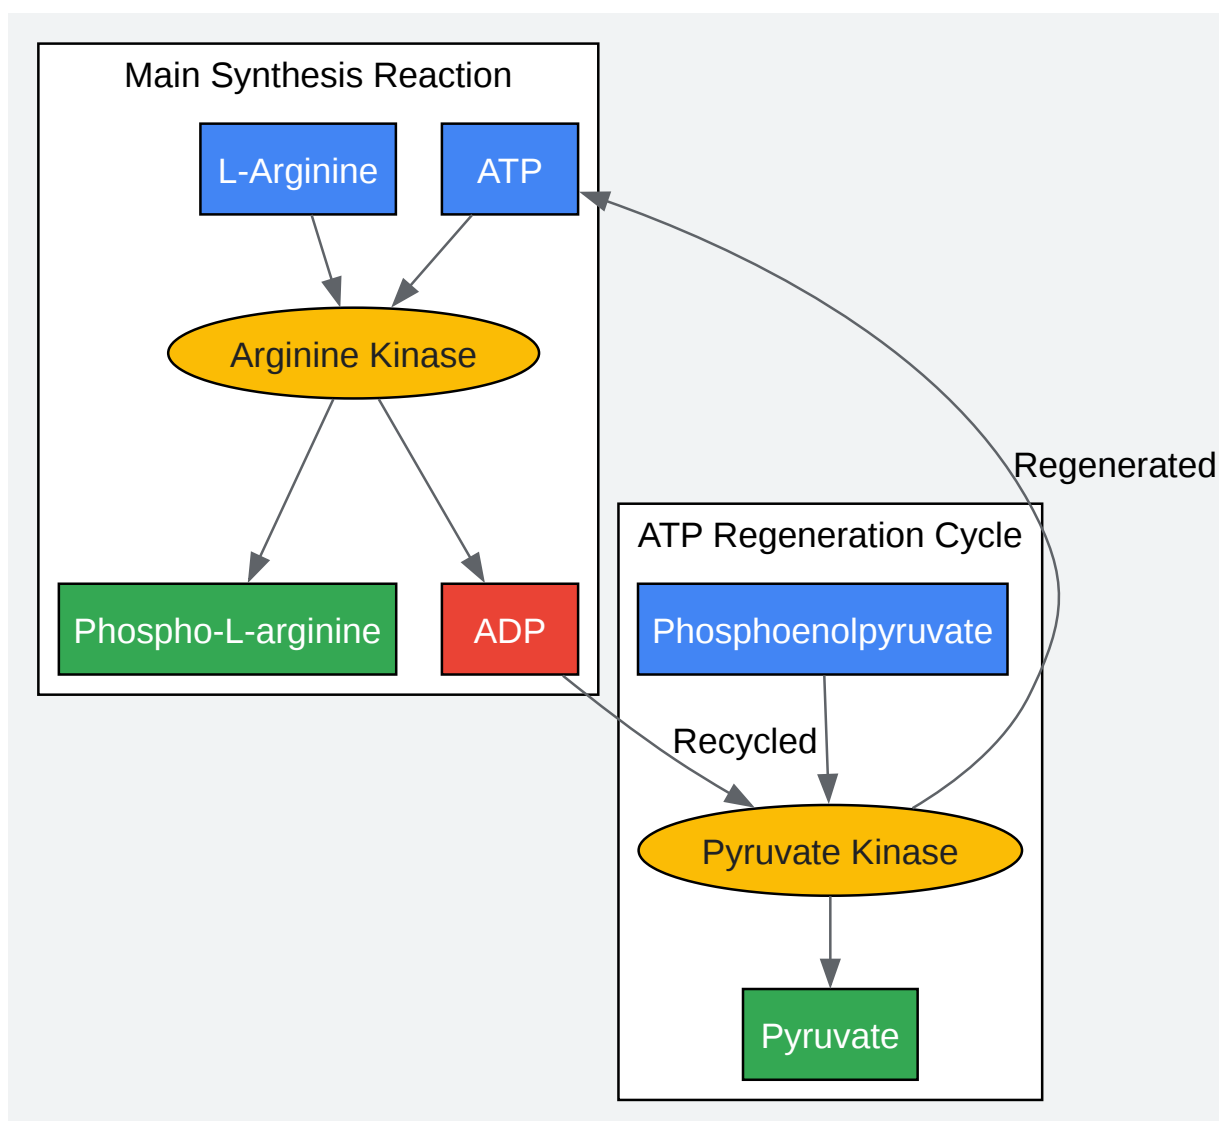 Main Synthesis Reaction
L-Arginine
ATP
Arginine Kinase
Regenerated
ATP Regeneration Cycle
Phospho-L-arginine
ADP
Phosphoenolpyruvate
Recycled
Pyruvate Kinase
Pyruvate